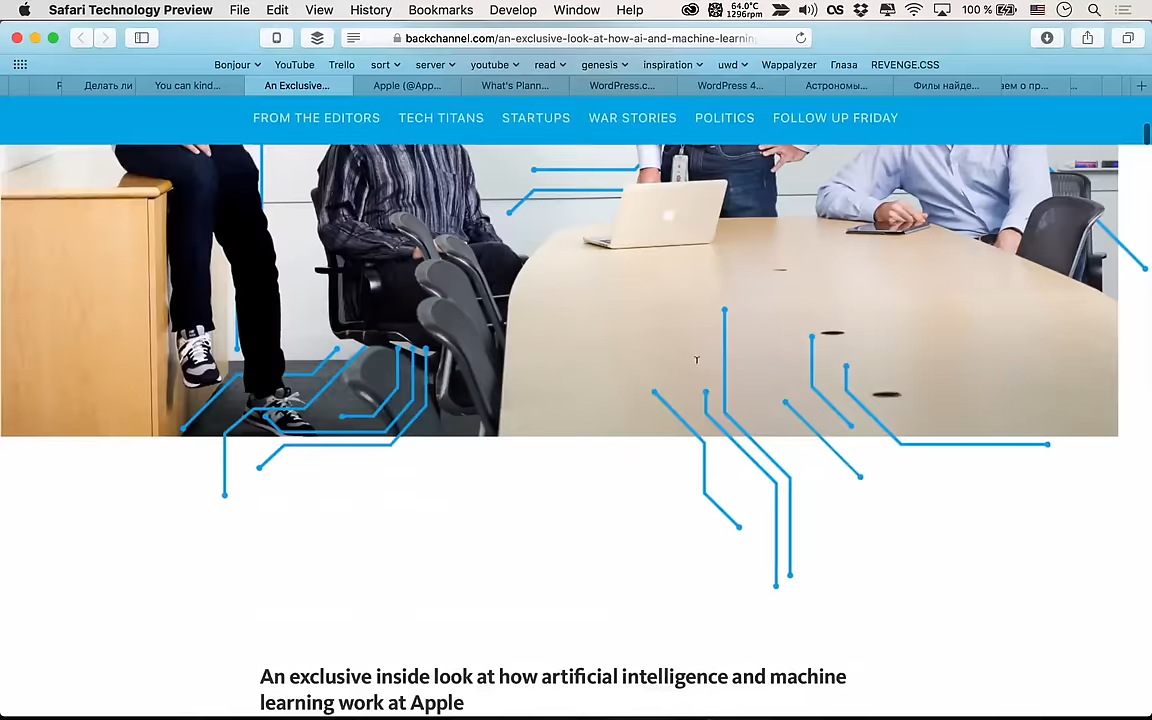 Safari Technology Preview File Edit View History Bookmarks Develop Window Help 64.0°C 1296rpm 100 %
backchannel.com/an-exclusive-look-at-how-ai-and-machine-learnin
Bonjour YouTube Trello sort server youtube read genesis inspiration uwd Wappalyzer Глаза REVENGE.CSS
Делать ли You can kind... An Exclusive... Apple (@App... What's Plann... WordPress.c... WordPress 4... Астрономы... Филы найде... ...
FROM THE EDITORS TECH TITANS STARTUPS WAR STORIES POLITICS FOLLOW UP FRIDAY
An exclusive inside look at how artificial intelligence and machine
learning work at Apple